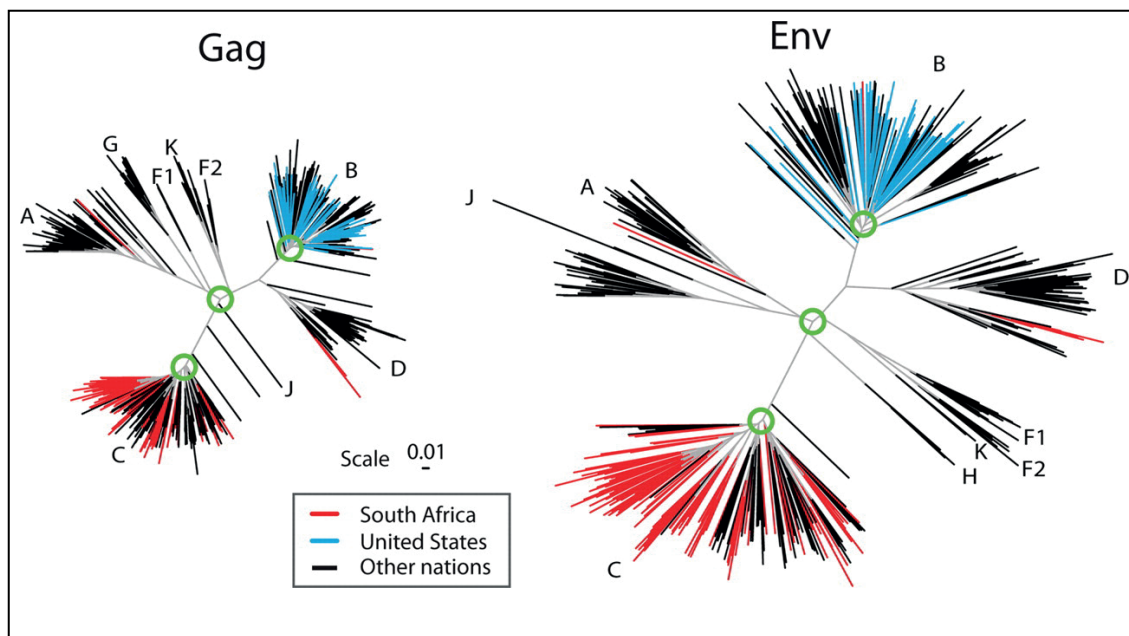 Gag
G
K
F1
F2
B
A
D
J
C
Env
B
J
A
D
F1
K
F2
H
C
Scale 0.01
South Africa
United States
Other nations